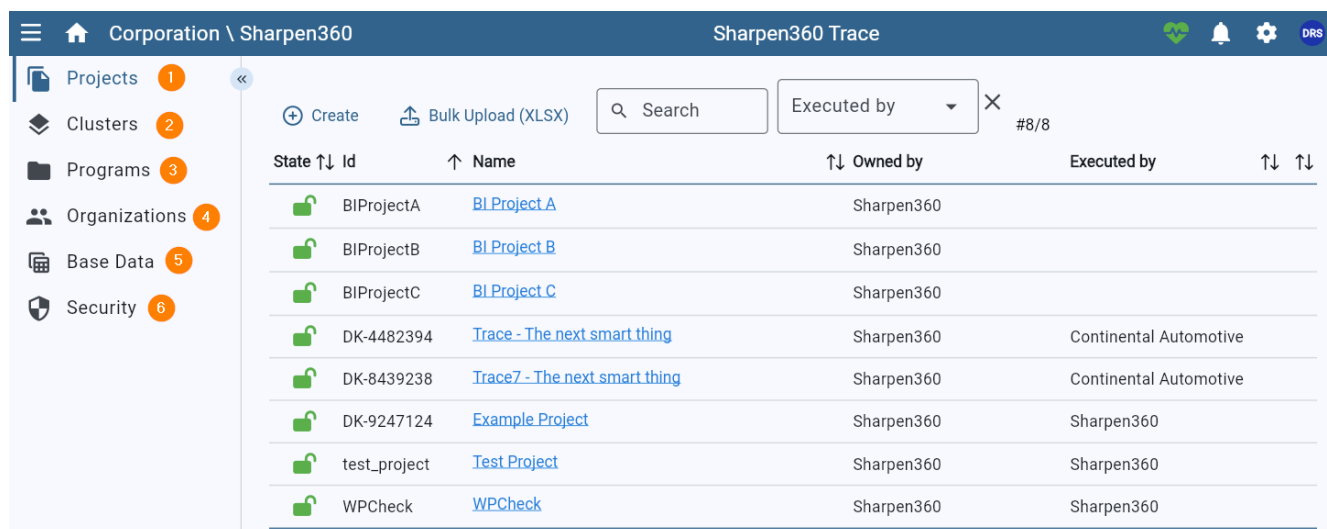 Corporation \ Sharpen360 Sharpen360 Trace DRS
Projects 1 «
Clusters 2
Programs 3
Organizations 4
Base Data 5
Security 6
Create Bulk Upload (XLSX) Search Executed by #8/8
State Id Name Owned by Executed by
BIProjectA BI Project A Sharpen360
BIProjectB BI Project B Sharpen360
BIProjectC BI Project C Sharpen360
DK-4482394 Trace - The next smart thing Sharpen360 Continental Automotive
DK-8439238 Trace7 - The next smart thing Sharpen360 Continental Automotive
DK-9247124 Example Project Sharpen360 Sharpen360
test_project Test Project Sharpen360 Sharpen360
WPCheck WPCheck Sharpen360 Sharpen360